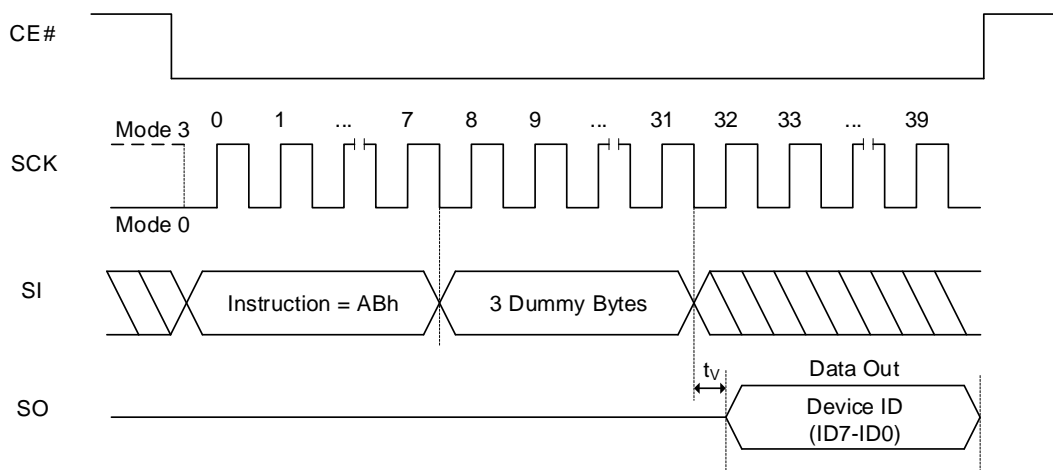 CE#
0 1 ... 7 8 9 ... 31 32 33 ... 39
Mode 3
SCK
Mode 0
SI
Instruction = ABh
3 Dummy Bytes
tV
Data Out
SO
Device ID
(ID7-ID0)